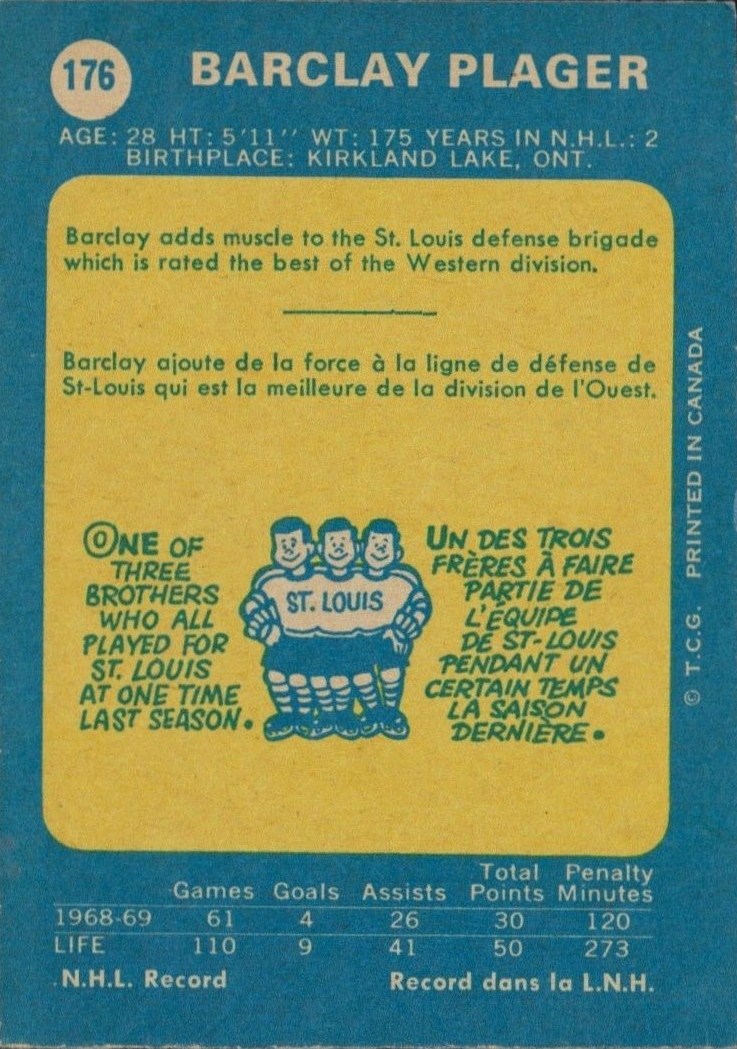 176
BARCLAY PLAGER
AGE: 28 HT: 5'11'' WT: 175 YEARS IN N.H.L.: 2
BIRTHPLACE: KIRKLAND LAKE, ONT.
Barclay adds muscle to the St. Louis defense brigade
which is rated the best of the Western division.
Barclay ajoute de la force à la ligne de défense de
St-Louis qui est la meilleure de la division de l'Ouest.
ONE OF
THREE
BROTHERS
WHO ALL
PLAYED FOR
ST. LOUIS
AT ONE TIME
LAST SEASON.
ST. LOUIS
UN DES TROIS
FRÈRES À FAIRE
PARTIE DE
L'ÉQUIPE
DE ST-LOUIS
PENDANT UN
CERTAIN TEMPS
LA SAISON
DERNIÈRE.
© T.C.G. PRINTED IN CANADA
Games Goals Assists Total Points Penalty Minutes
1968-69 61 4 26 30 120
LIFE 110 9 41 50 273
N.H.L. Record Record dans la L.N.H.